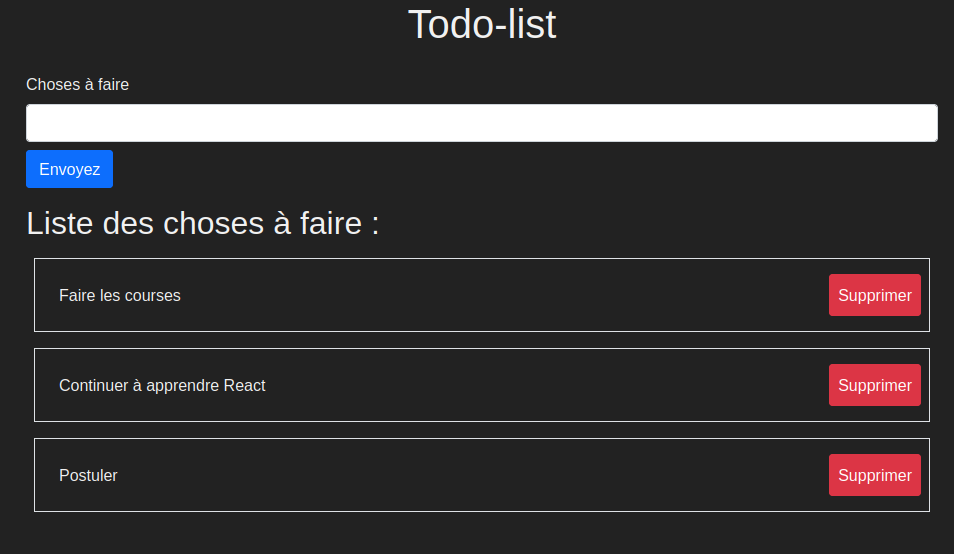 Todo-list
Choses à faire
Envoyez
Liste des choses à faire :
Faire les courses
Supprimer
Continuer à apprendre React
Supprimer
Postuler
Supprimer